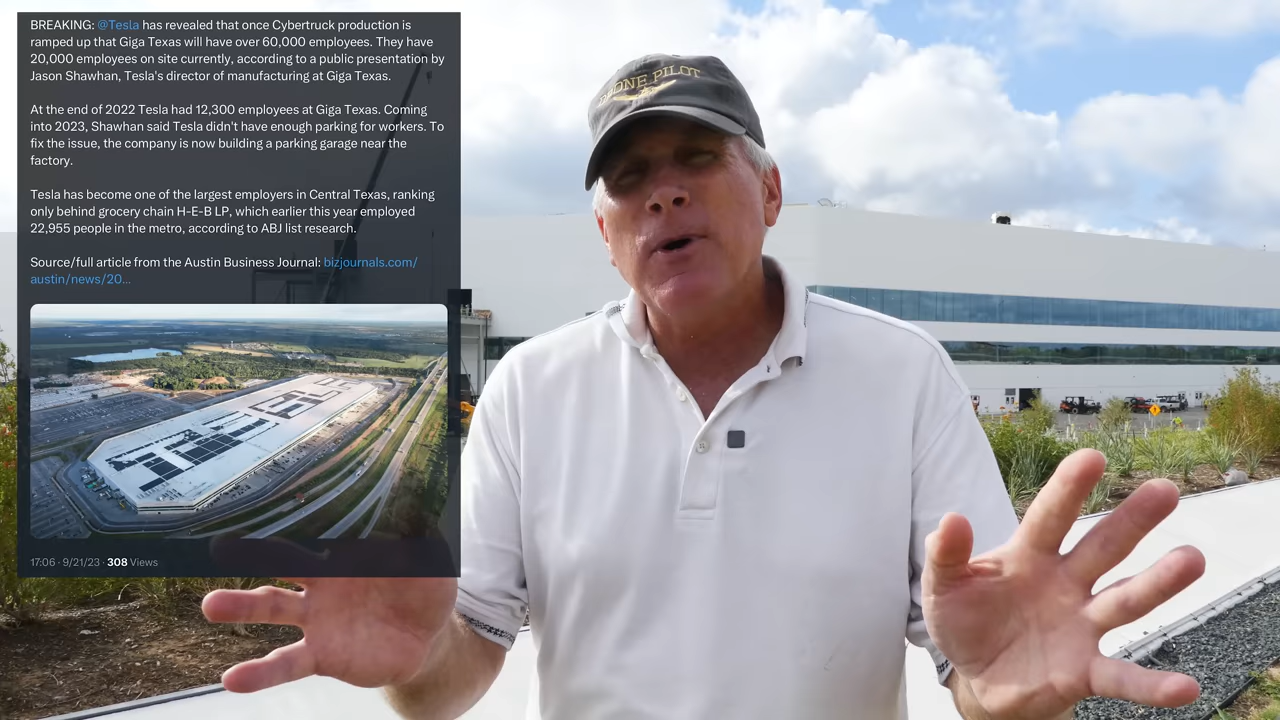 BREAKING: @Tesla has revealed that once Cybertruck production is
ramped up that Giga Texas will have over 60,000 employees. They have
20,000 employees on site currently, according to a public presentation by
Jason Shawhan, Tesla's director of manufacturing at Giga Texas.
At the end of 2022 Tesla had 12,300 employees at Giga Texas. Coming
into 2023, Shawhan said Tesla didn't have enough parking for workers. To
fix the issue, the company is now building a parking garage near the
factory.
Tesla has become one of the largest employers in Central Texas, ranking
only behind grocery chain H-E-B LP, which earlier this year employed
22,955 people in the metro, according to ABJ list research.
Source/full article from the Austin Business Journal: bizjournals.com/
austin/news/20...
17:06 · 9/21/23 · 308 Views
DRONE PILOT